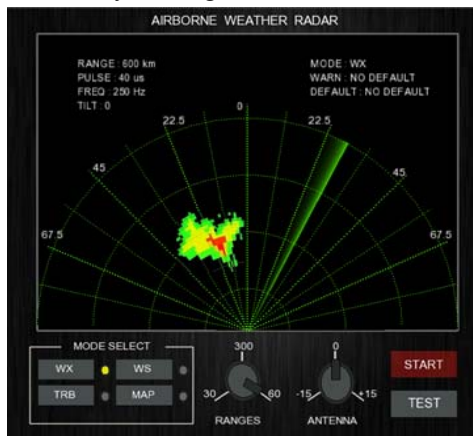 AIRBORNE WEATHER RADAR
RANGE : 600 km
PULSE : 40 us
FREQ : 250 Hz
TILT : 0
MODE : WX
WARN : NO DEFAULT
DEFAULT : NO DEFAULT
0
22.5 22.5
45 45
67.5 67.5
MODE SELECT
WX WS
TRB MAP
300
30 60
RANGES
0
-15 +15
ANTENNA
START
TEST